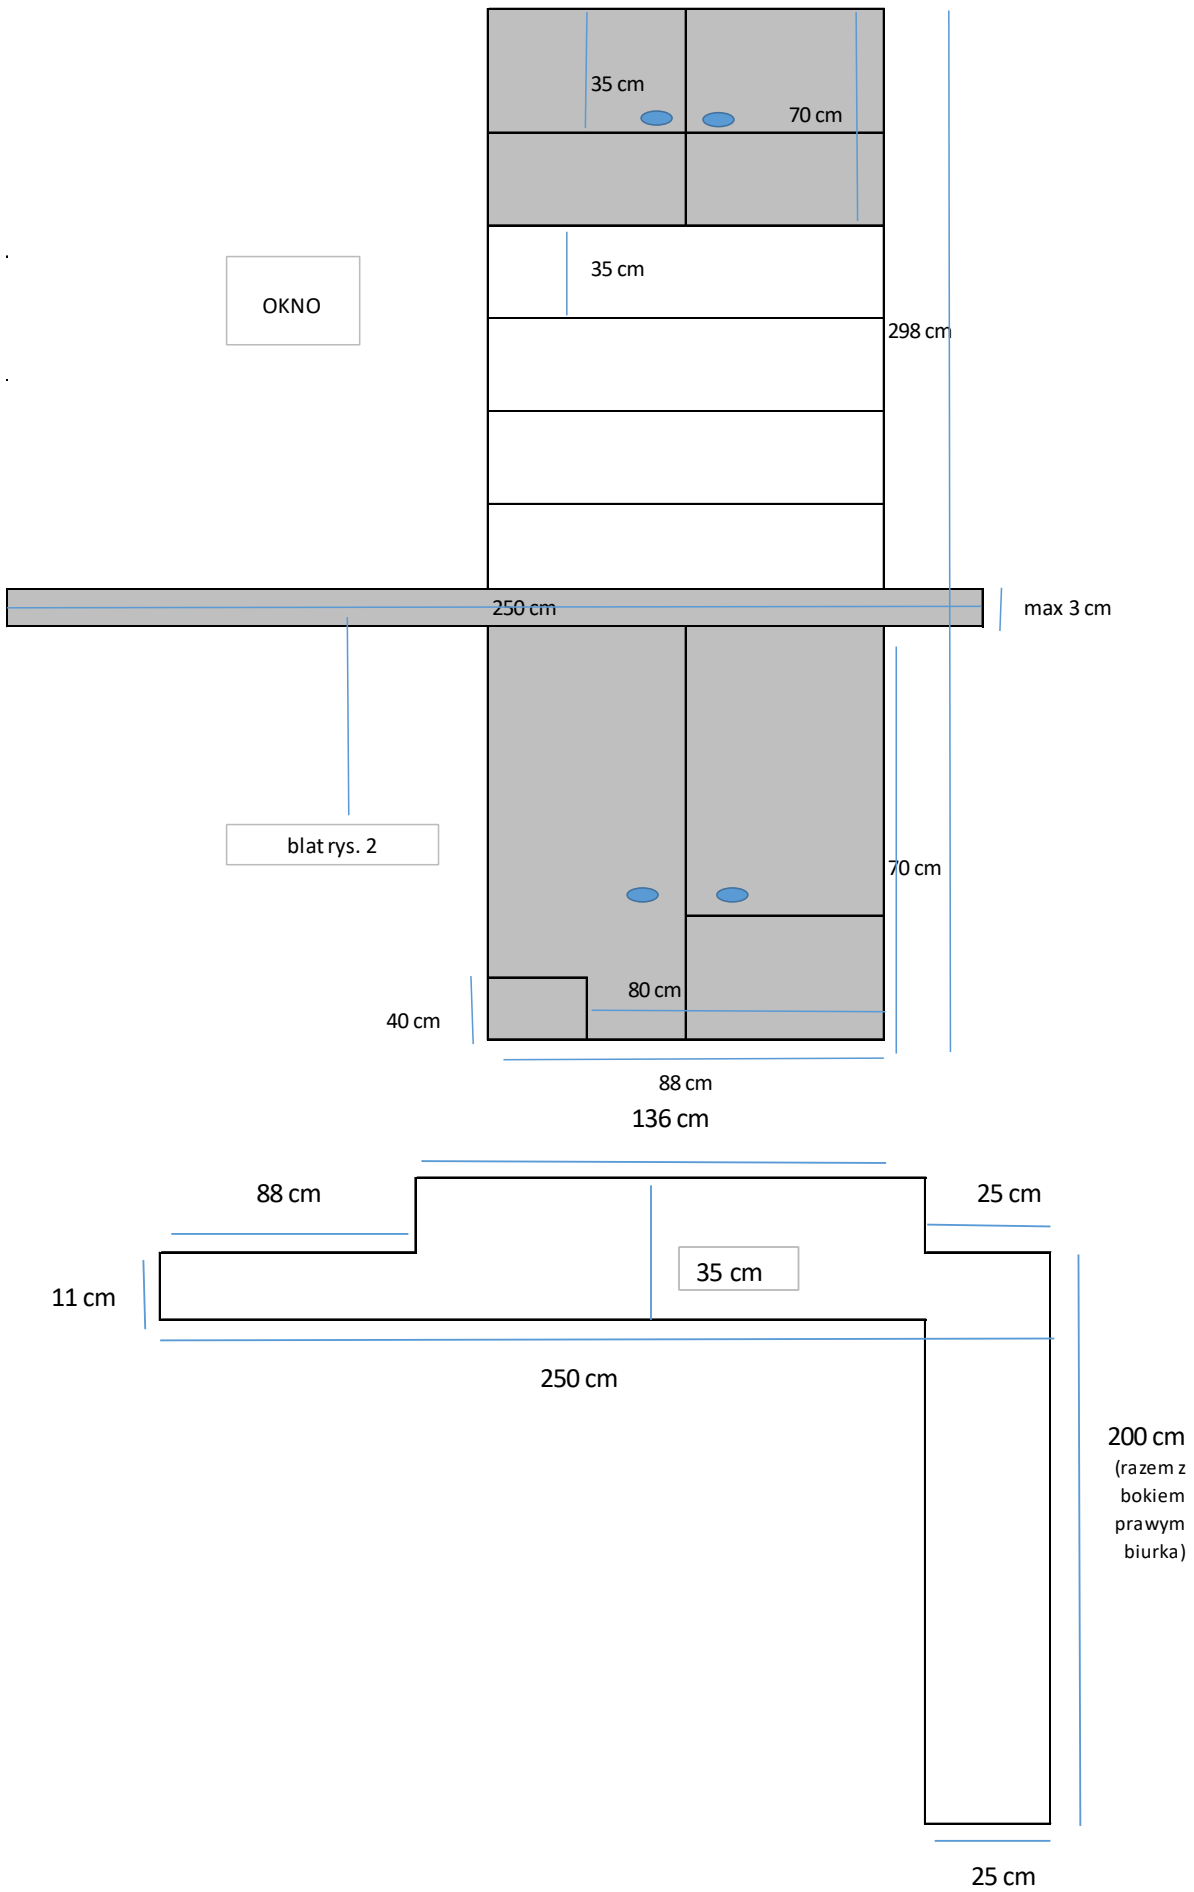 35 cm
70 cm
35 cm
OKNO
298 cm
250 cm
max 3 cm
blat rys. 2
70 cm
80 cm
40 cm
88 cm
136 cm
88 cm
25 cm
35 cm
11 cm
250 cm
200 cm
(razem z
bokiem
prawym
biurka)
25 cm